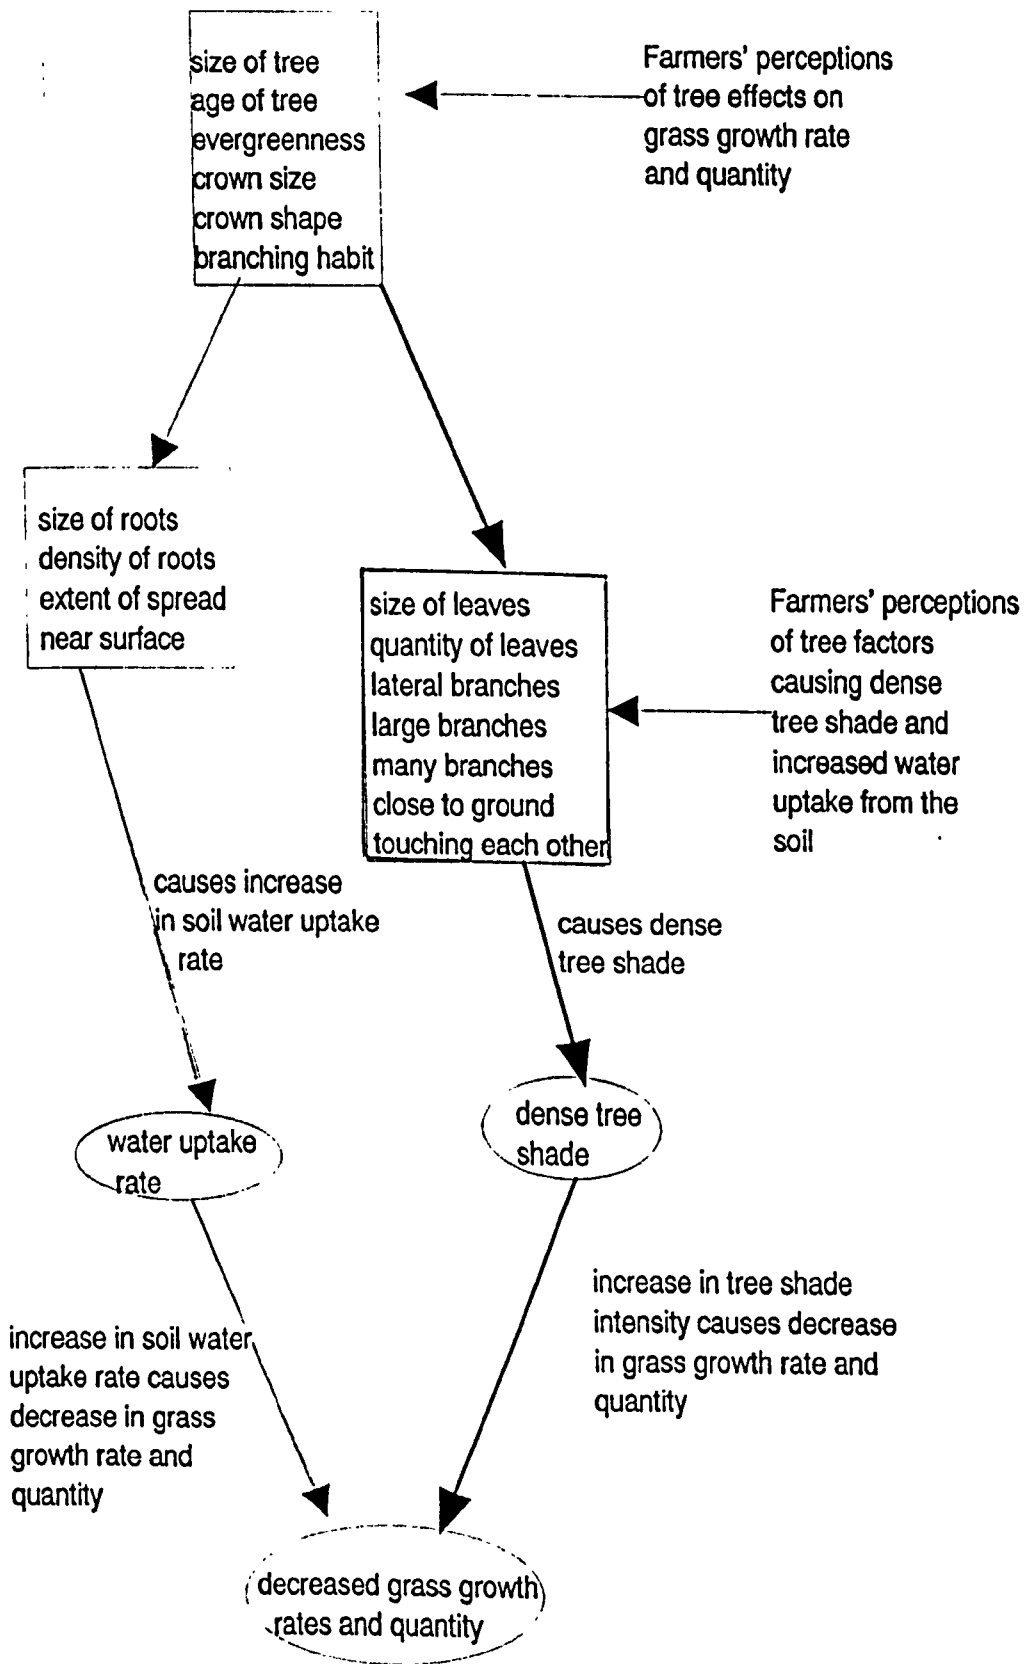 size of tree
age of tree
evergreenness
crown size
crown shape
branching habit
Farmers' perceptions
of tree effects on
grass growth rate
and quantity
size of roots
density of roots
extent of spread
near surface
size of leaves
quantity of leaves
lateral branches
large branches
many branches
close to ground
touching each other
Farmers' perceptions
of tree factors
causing dense
tree shade and
increased water
uptake from the
soil
causes increase
in soil water uptake
rate
causes dense
tree shade
water uptake
rate
dense tree
shade
increase in soil water
uptake rate causes
decrease in grass
growth rate and
quantity
increase in tree shade
intensity causes decrease
in grass growth rate and
quantity
decreased grass growth
rates and quantity